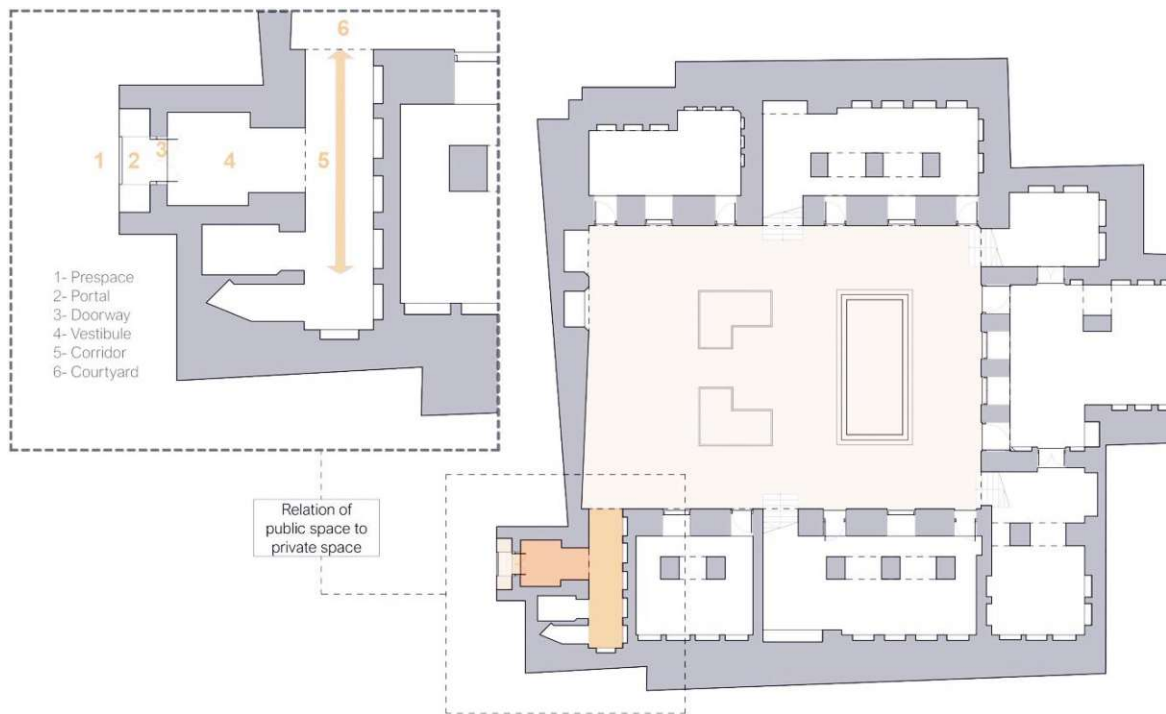 6
1
2
3
4
5
1- Prespace
2- Portal
3- Doorway
4- Vestibule
5- Corridor
6- Courtyard
Relation of
public space to
private space